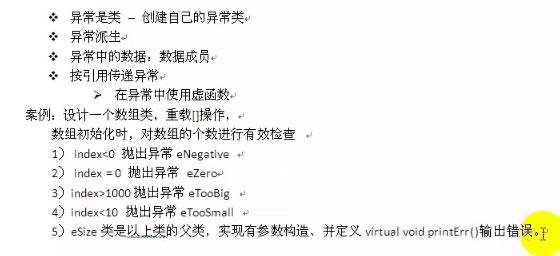 ❖ 异常是类 – 创建自己的异常类
❖ 异常派生
❖ 异常中的数据：数据成员
❖ 按引用传递异常
➢ 在异常中使用虚函数
案例：设计一个数组类，重载[]操作，
数组初始化时，对数组的个数进行有效检查
1） index<0 抛出异常 eNegative
2） index = 0 抛出异常 eZero
3）index>1000 抛出异常 eTooBig
4）index<10 抛出异常 eTooSmall
5）eSize 类是以上类的父类，实现有参数构造、并定义 virtual void printErr()输出错误。